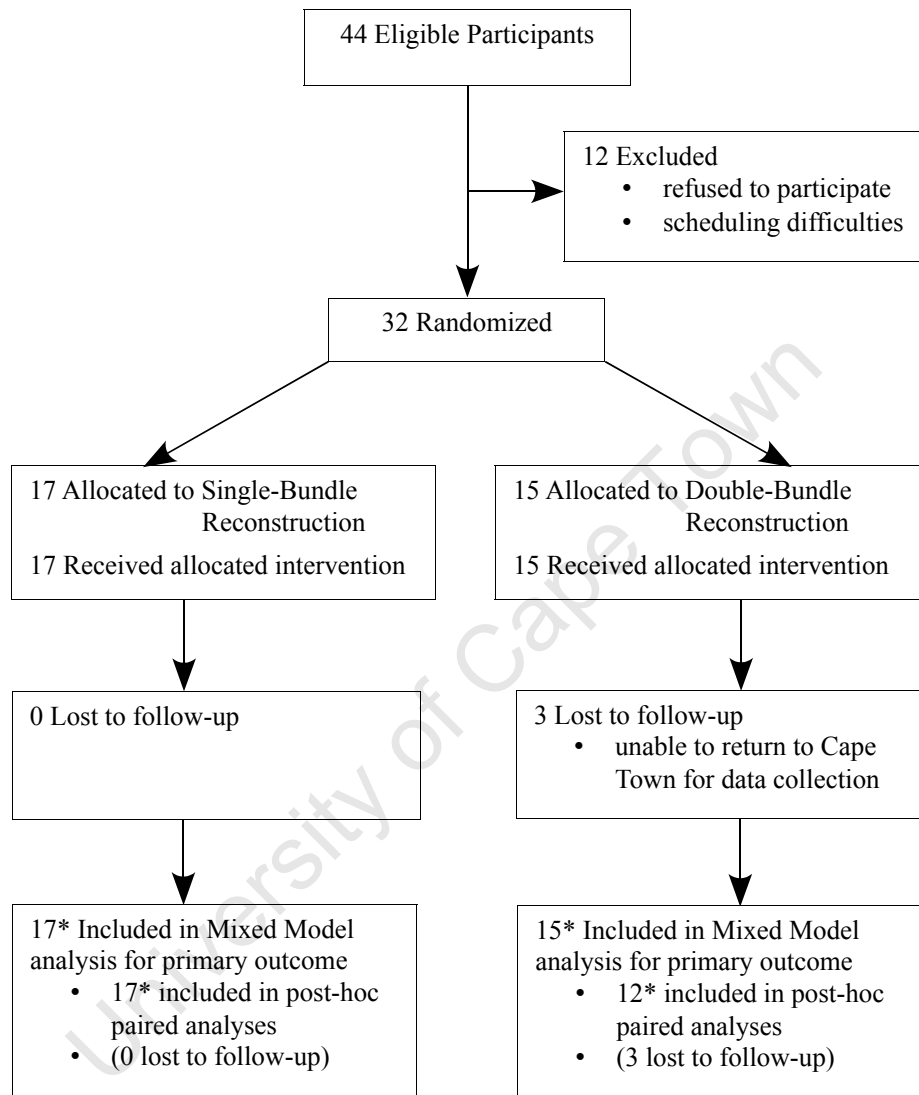 44 Eligible Participants
12 Excluded
• refused to participate
• scheduling difficulties
32 Randomized
17 Allocated to Single-Bundle
Reconstruction
17 Received allocated intervention
15 Allocated to Double-Bundle
Reconstruction
15 Received allocated intervention
0 Lost to follow-up
3 Lost to follow-up
• unable to return to Cape
Town for data collection
17* Included in Mixed Model
analysis for primary outcome
• 17* included in post-hoc
paired analyses
• (0 lost to follow-up)
15* Included in Mixed Model
analysis for primary outcome
• 12* included in post-hoc
paired analyses
• (3 lost to follow-up)
University of Cape Town